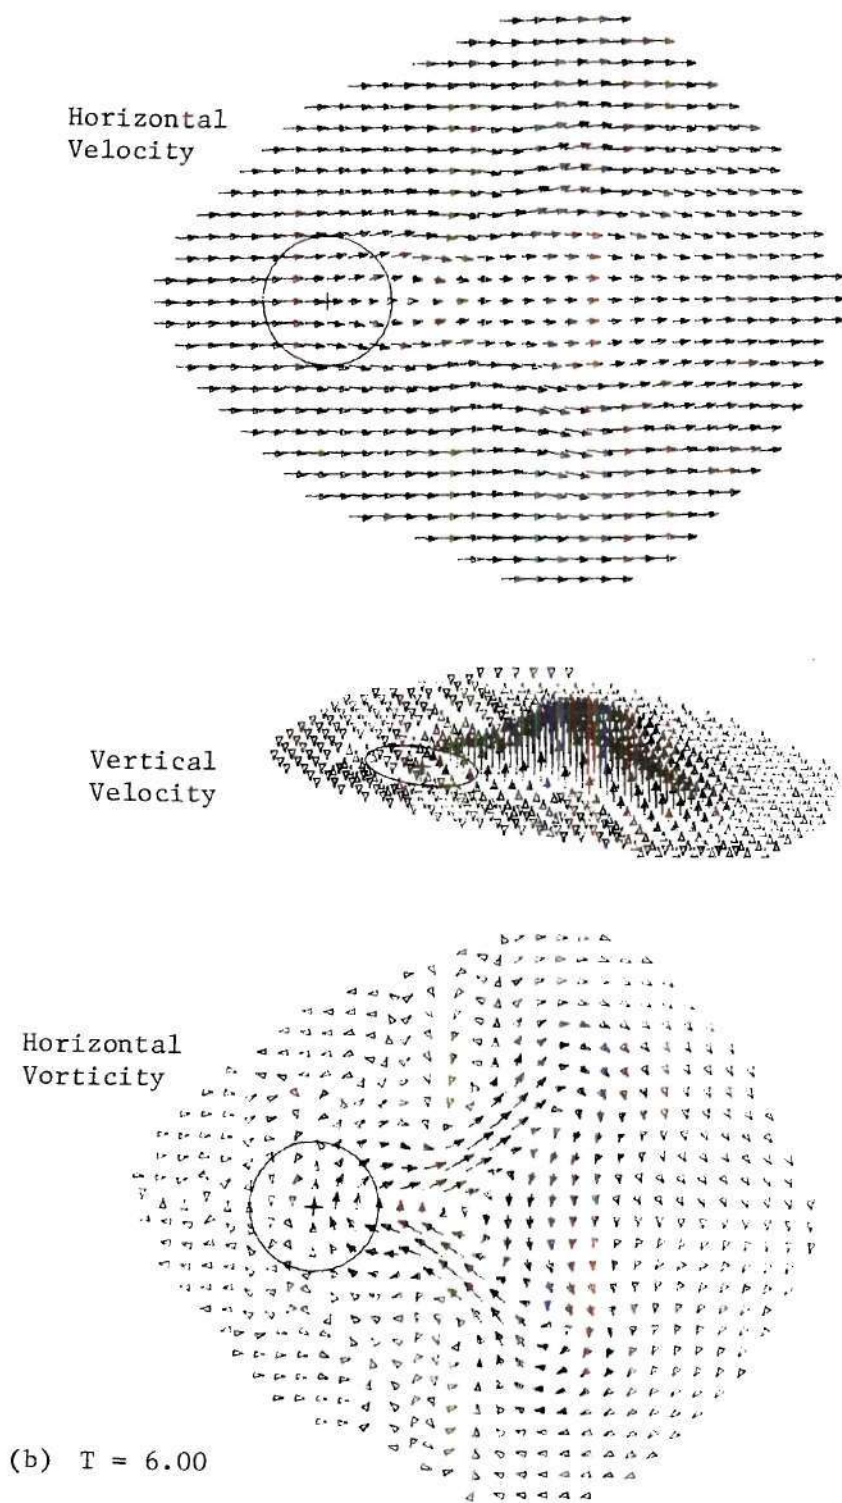 Horizontal
Velocity
Vertical
Velocity
Horizontal
Vorticity
(b) T = 6.00